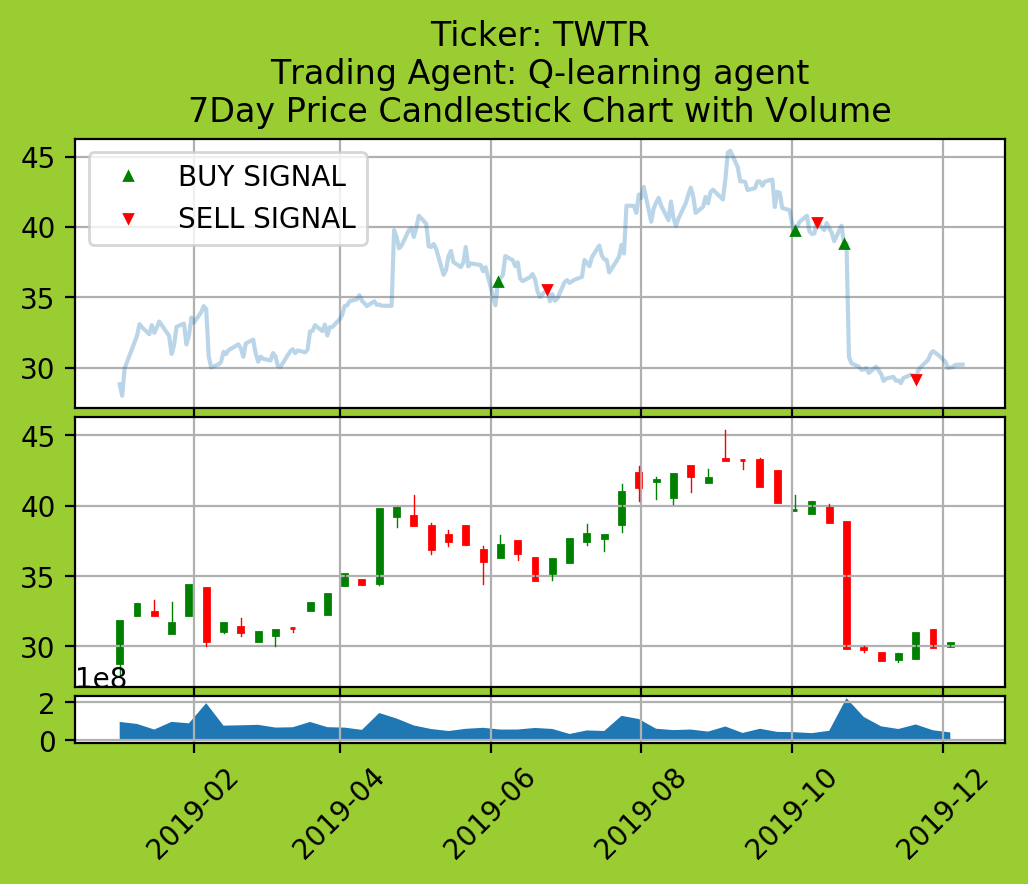 Ticker: TWTR
Trading Agent: Q-learning agent
7Day Price Candlestick Chart with Volume
45
40
35
30
BUY SIGNAL
SELL SIGNAL
45
40
35
30
1e8
2
0
2019-02
2019-04
2019-06
2019-08
2019-10
2019-12